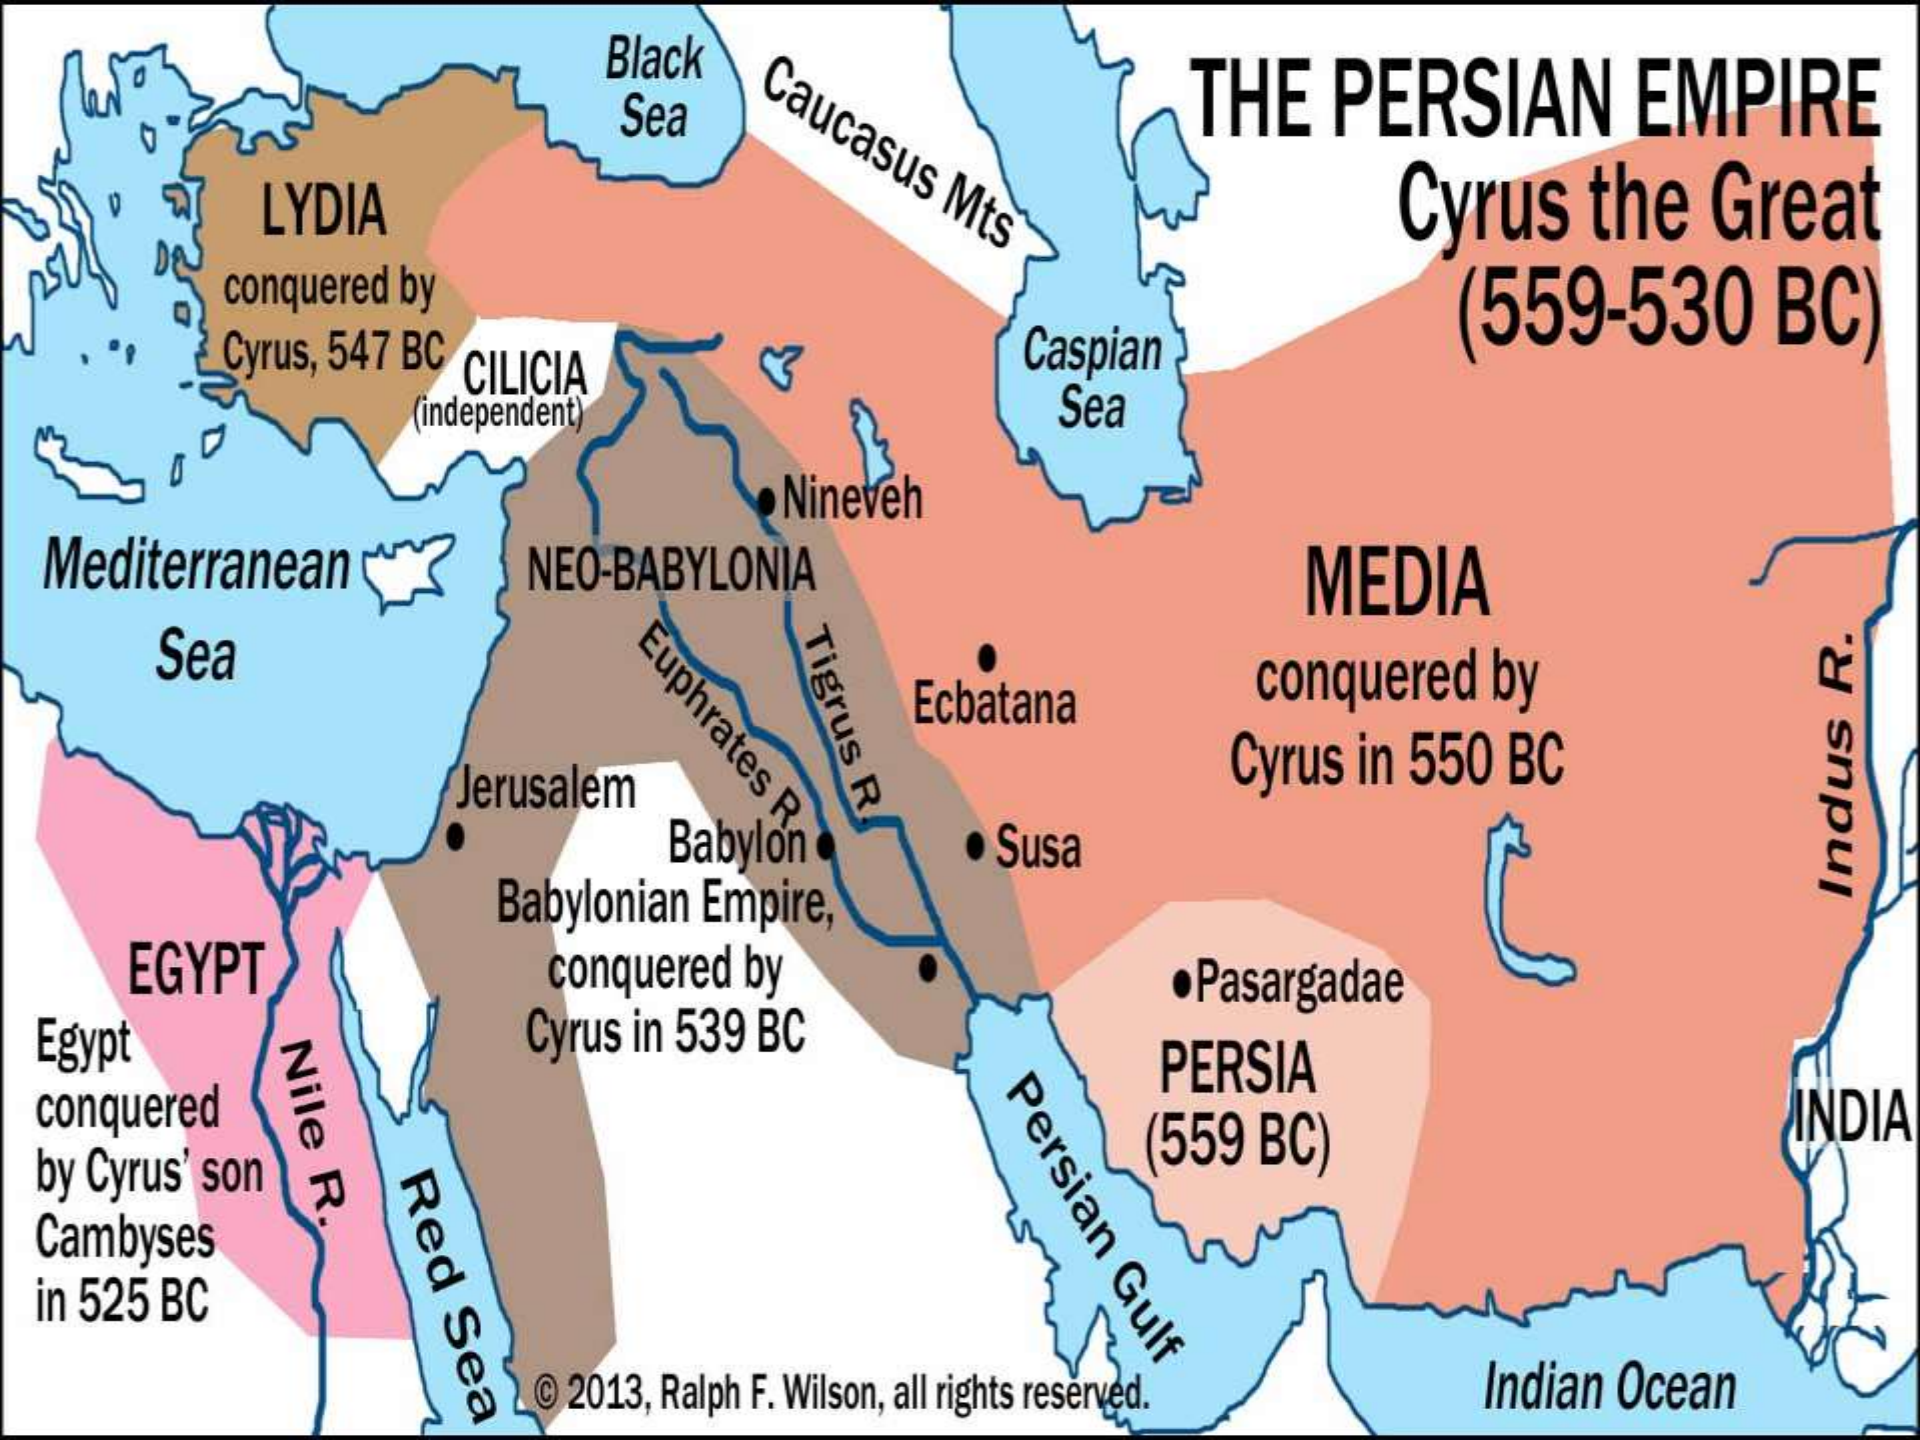 THE PERSIAN EMPIRE
Cyrus the Great
(559-530 BC)
Black
Sea
Caucasus Mts
LYDIA
conquered by
Cyrus, 547 BC
CILICIA
(independent)
Caspian
Sea
Nineveh
Mediterranean
Sea
NEO-BABYLONIA
Euphrates R.
Tigrus R.
Ecbatana
MEDIA
conquered by
Cyrus in 550 BC
Indus R.
Jerusalem
Babylon
Susa
Babylonian Empire,
conquered by
Cyrus in 539 BC
EGYPT
Egypt
conquered
by Cyrus' son
Cambyses
in 525 BC
Nile R.
Red Sea
Pasargadae
PERSIA
(559 BC)
Persian Gulf
INDIA
Indian Ocean
© 2013, Ralph F. Wilson, all rights reserved.